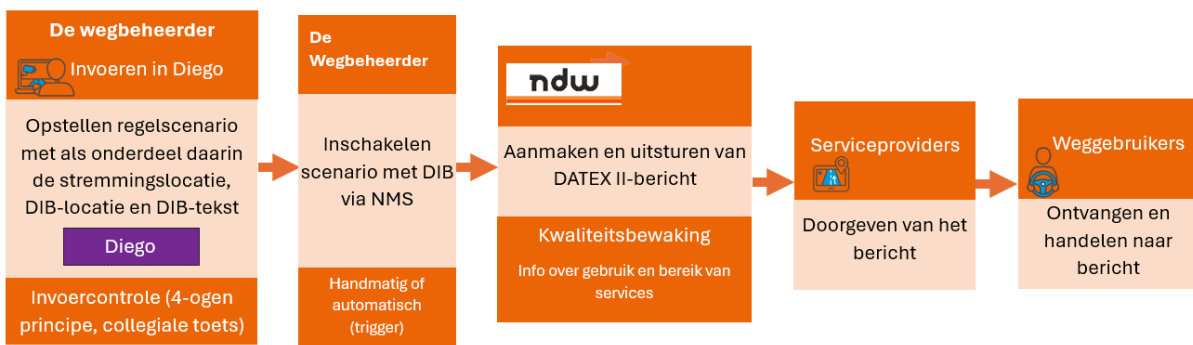 De wegbeheerder
Invoeren in Diego
Opstellen regelscenario
met als onderdeel daarin
de stremmingslocatie,
DIB-locatie en DIB-tekst
Diego
Invoercontrole (4-ogen
principe, collegiale toets)
De
Wegbeheerder
Inschakelen
scenario met DIB
via NMS
Handmatig of
automatisch
(trigger)
ndw
Aanmaken en uitsturen van
DATEX II-bericht
Kwaliteitsbewaking
Info over gebruik en bereik van
services
Serviceproviders
Doorgeven van het
bericht
Weggebruikers
Ontvangen en
handelen naar
bericht